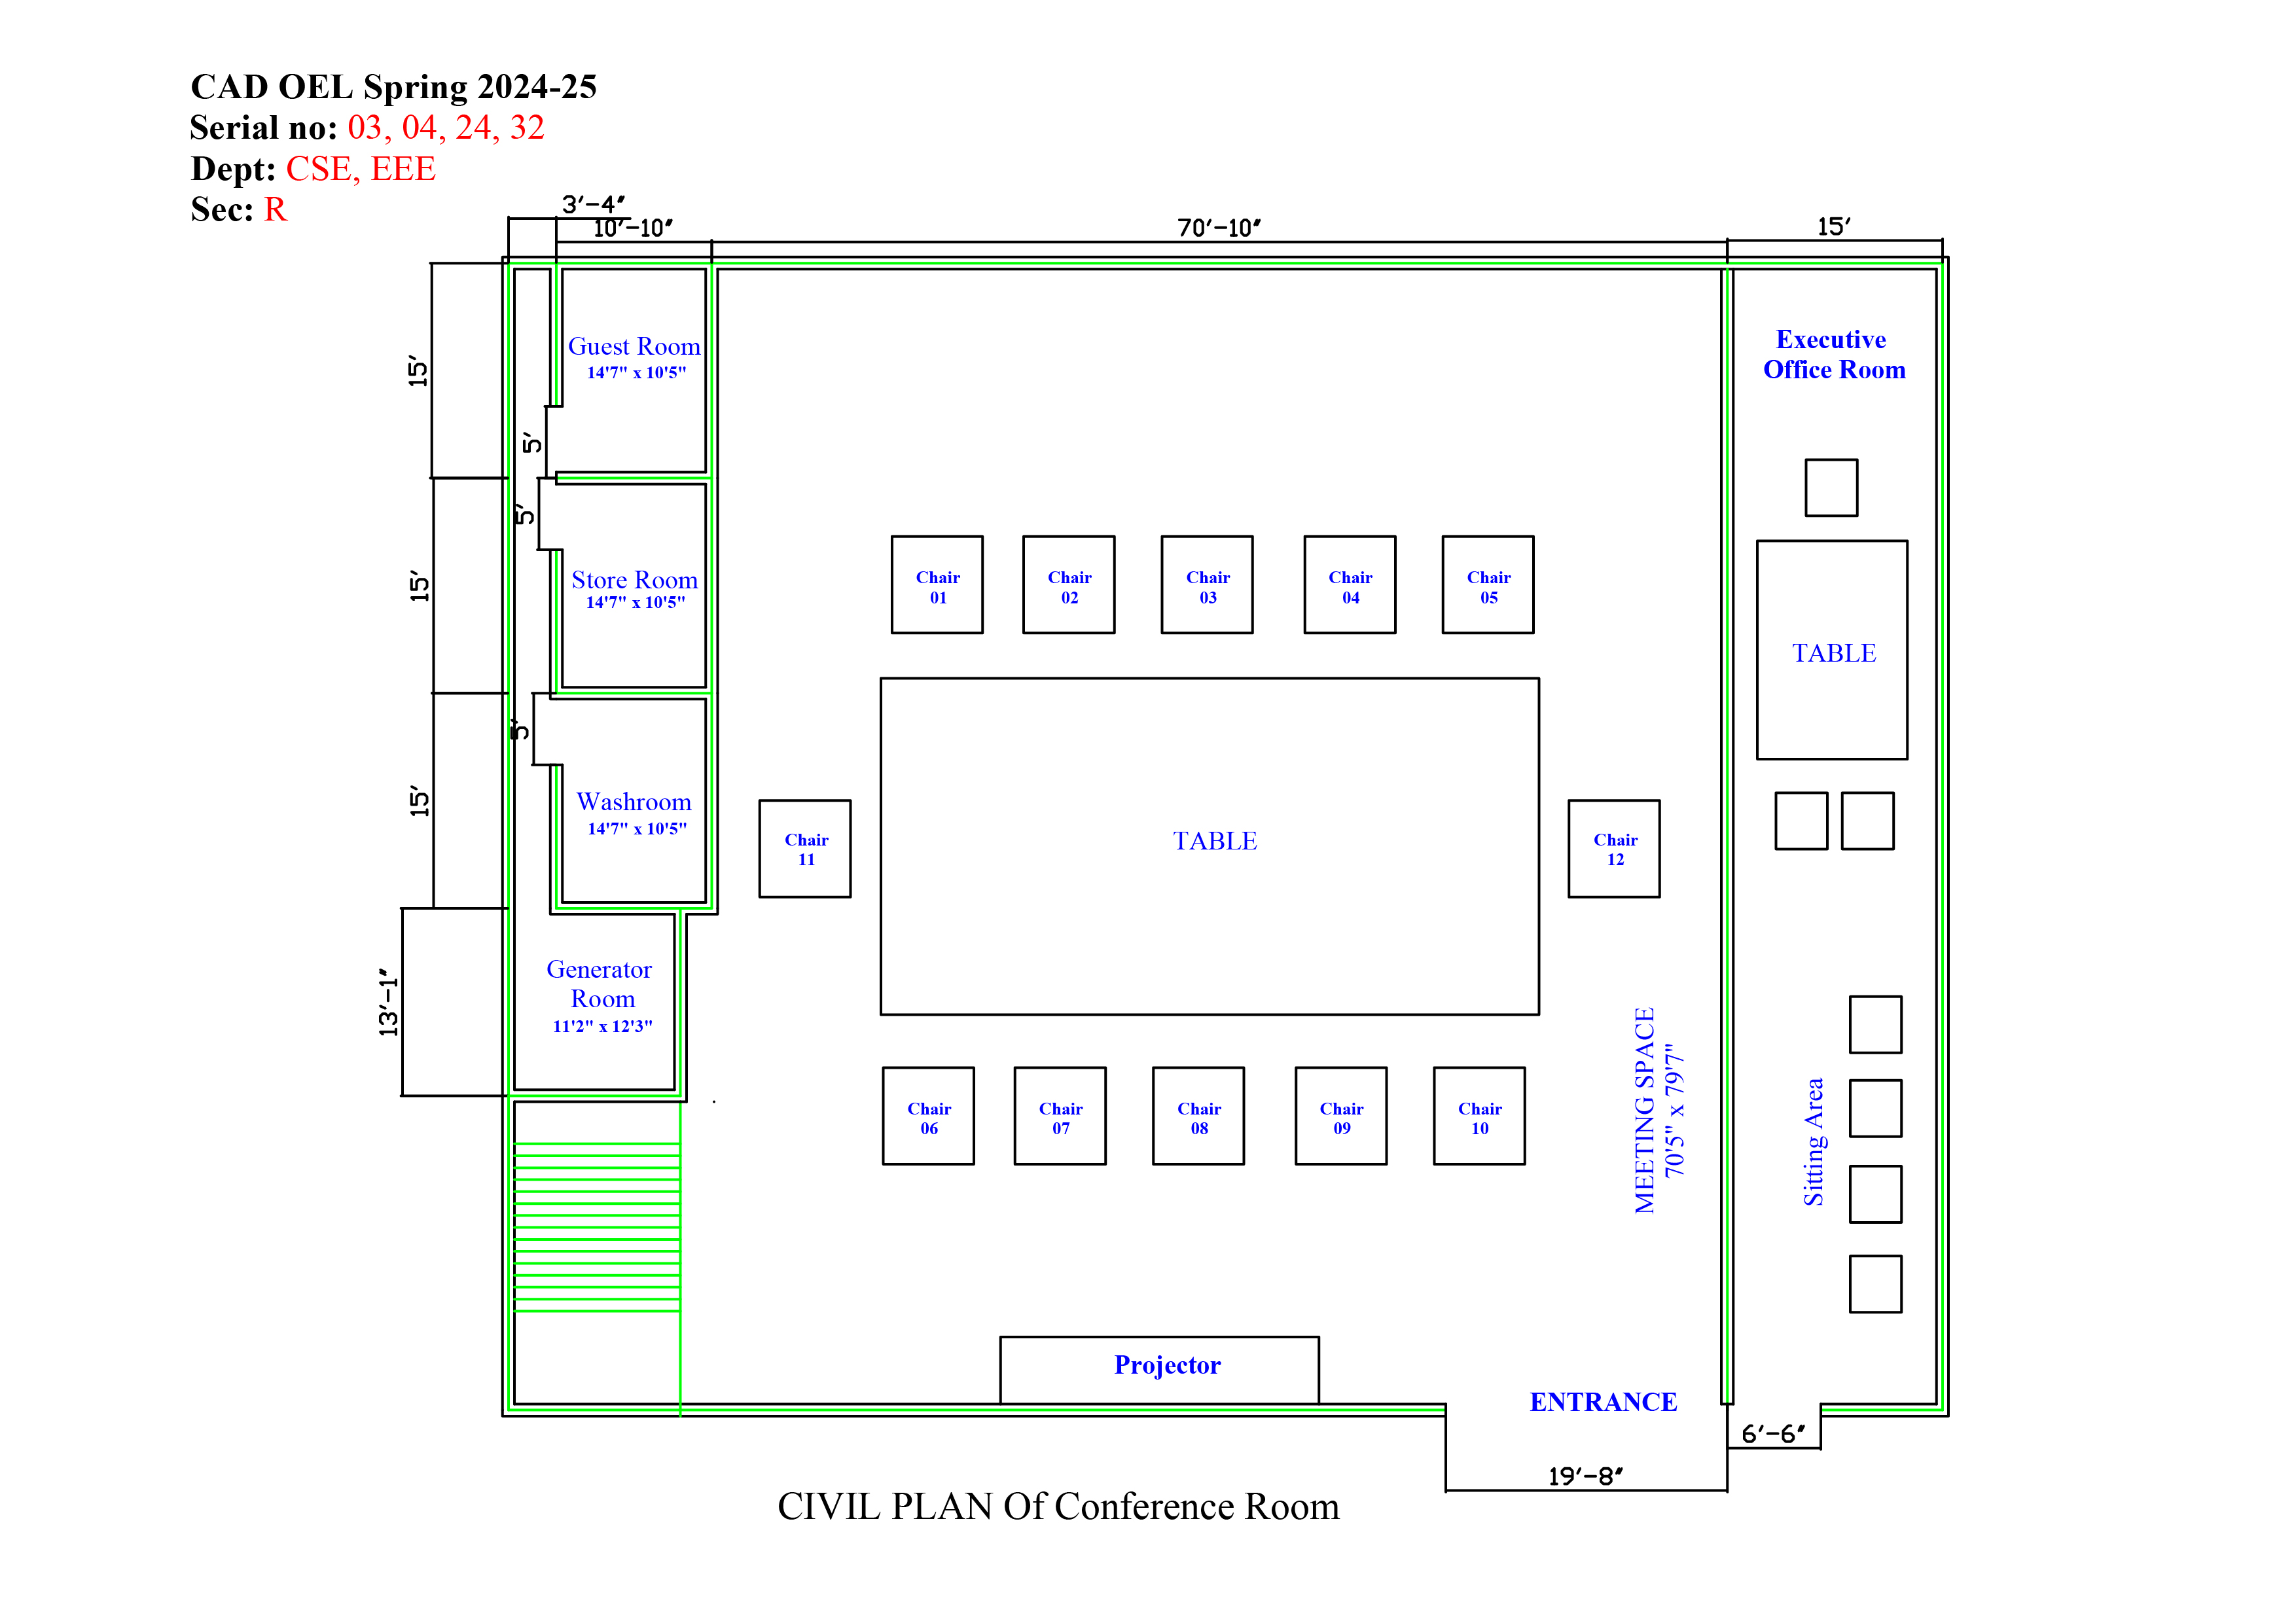 CAD OEL Spring 2024-25
Serial no: 03, 04, 24, 32
Dept: CSE, EEE
Sec: R
3'-4"
10'-10"
70'-10"
15'
Guest Room
14'7" x 10'5"
Executive
Office Room
15'
5'
5'
Store Room
14'7" x 10'5"
15'
Chair
01
Chair
02
Chair
03
Chair
04
Chair
05
TABLE
5'
Washroom
14'7" x 10'5"
15'
Chair
11
TABLE
Chair
12
Generator
Room
11'2" x 12'3"
13'-1"
MEETING SPACE
70'5" x 79'7"
Sitting Area
Chair
06
Chair
07
Chair
08
Chair
09
Chair
10
Projector
ENTRANCE
6'-6"
19'-8"
CIVIL PLAN Of Conference Room